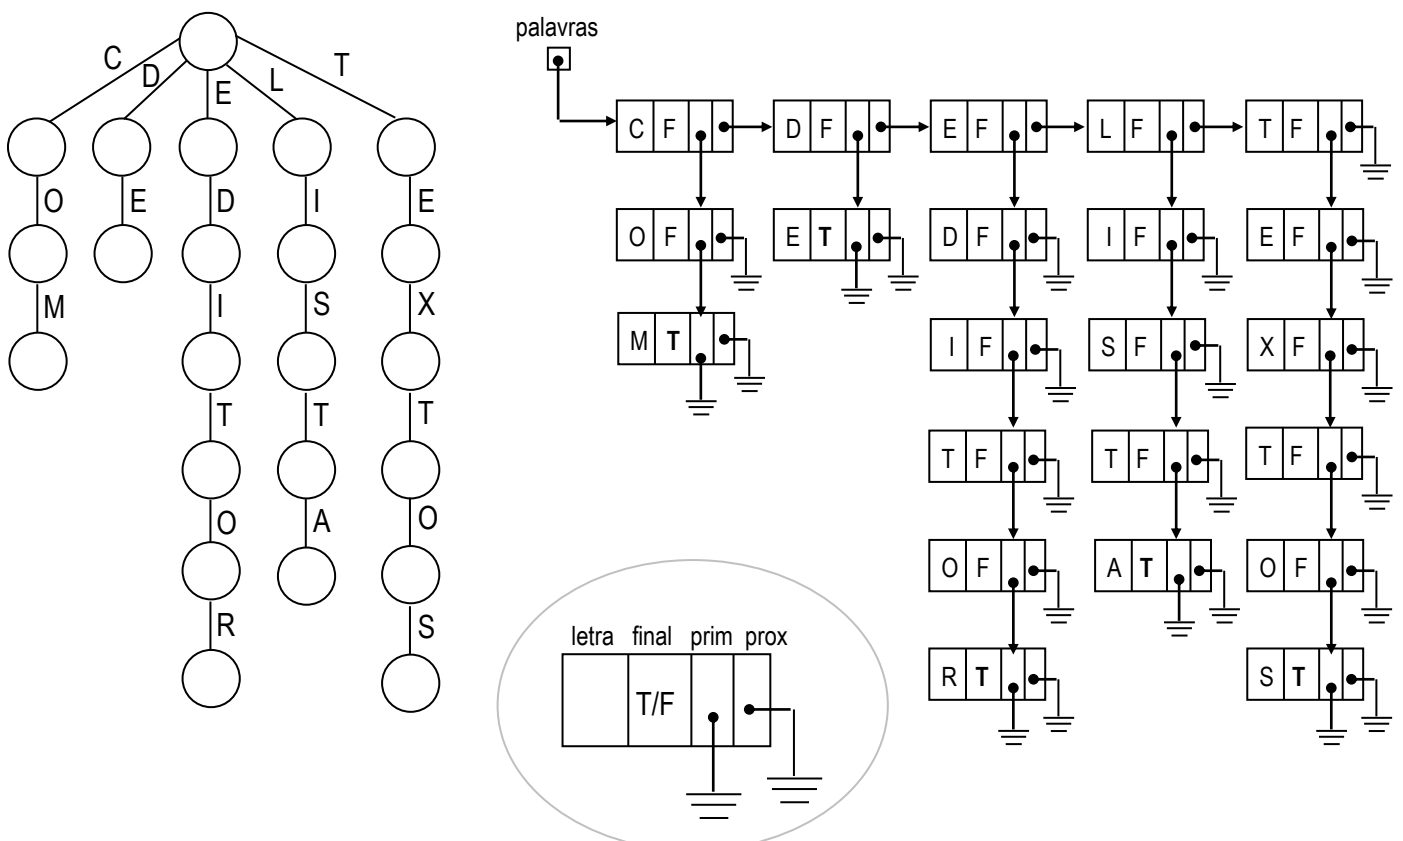 palavras
C D E L T
O E D I E
M I S X
T T T
O A O
R S
C F D F E F L F T F
O F E T D F I F E F
M T I F S F X F
T F T F T F
O F A T O F
R T S T
letra final prim prox
T/F